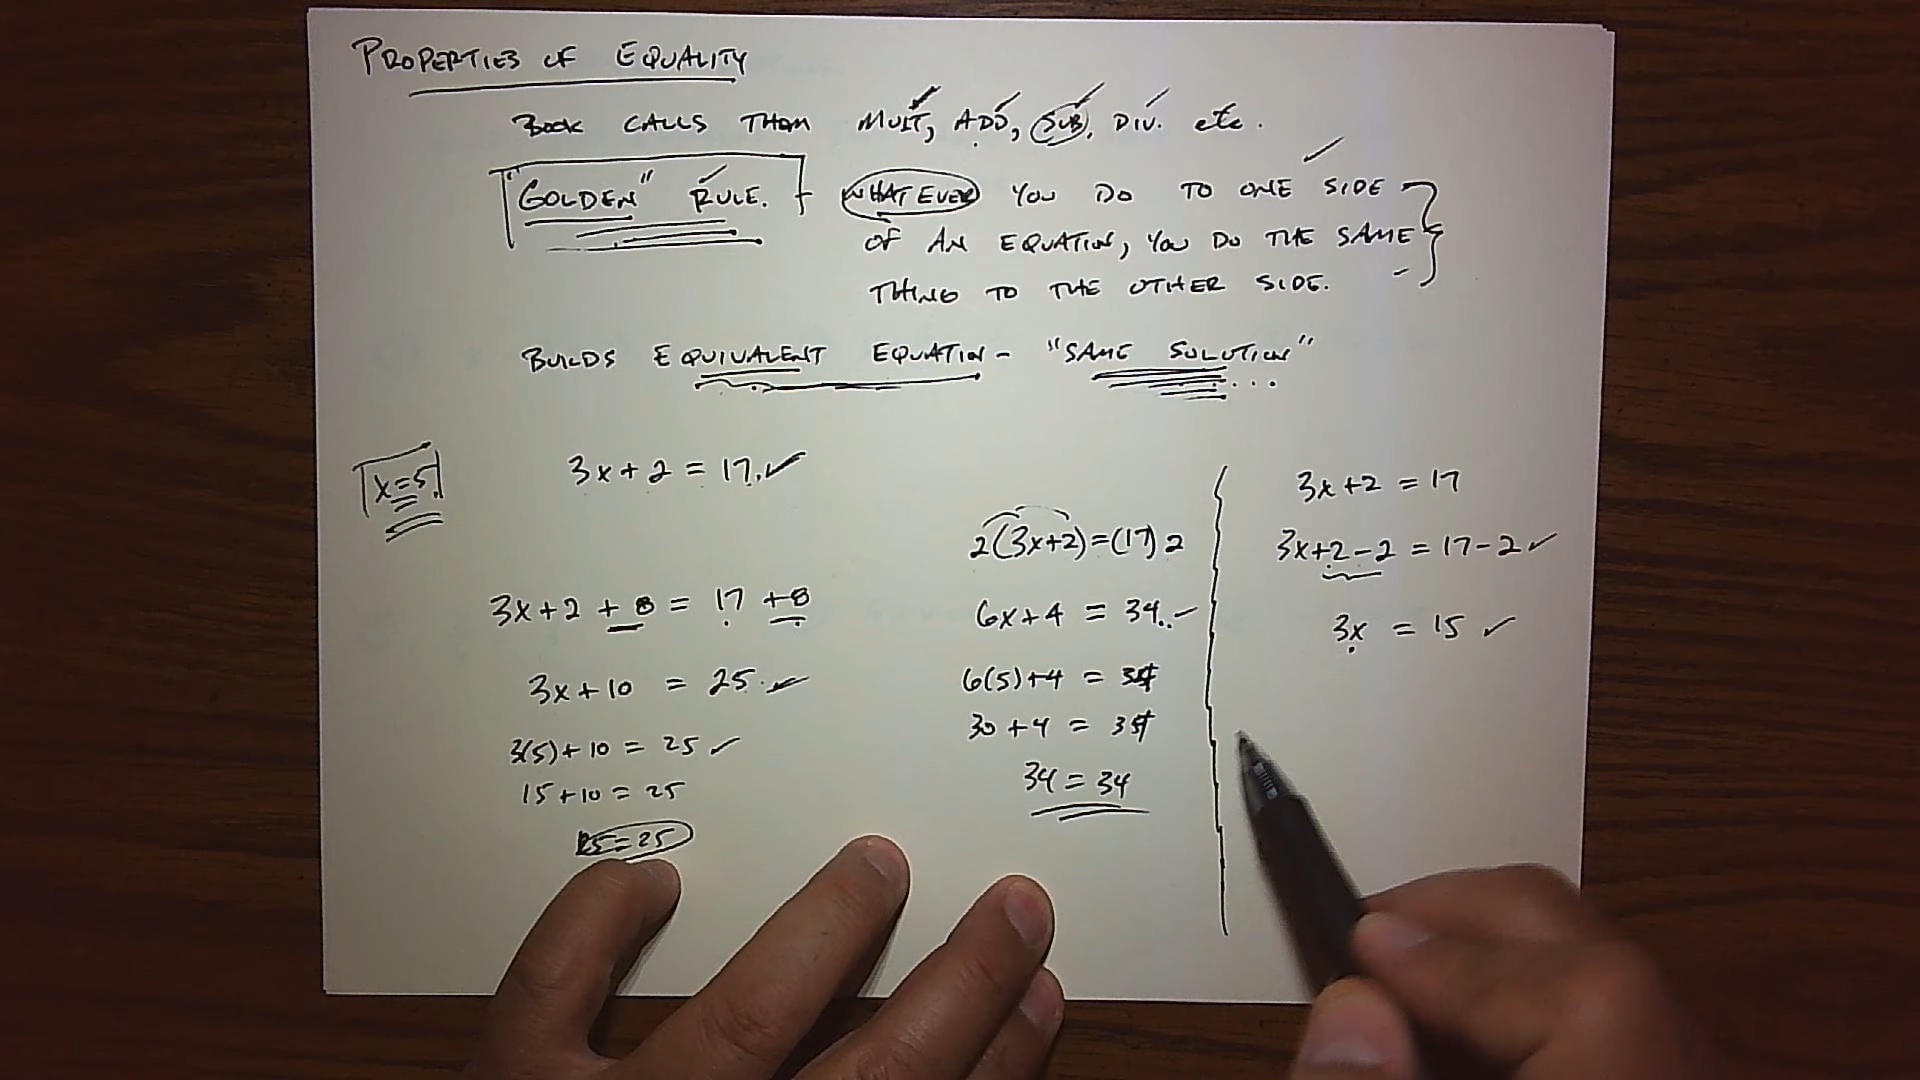 PROPERTIES OF EQUALITY
BOOK CALLS THEM MULT, ADD, SUB, DIV. etc.
"GOLDEN" RULE. - WHATEVER YOU DO TO ONE SIDE
OF AN EQUATION, YOU DO THE SAME
THING TO THE OTHER SIDE.
BUILDS EQUIVALENT EQUATION - "SAME SOLUTION" ...
x=5
3x+2 = 17
3x+2 + 8 = 17 +8
3x+10 = 25
3(5)+10 = 25
15+10 = 25
25=25
2(3x+2)=(17)2
6x+4 = 34
6(5)+4 = 34
30+4 = 34
34=34
3x+2 = 17
3x+2-2 = 17-2
3x = 15